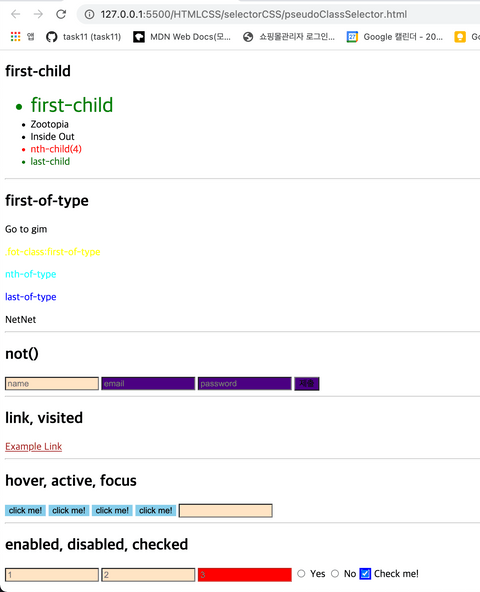 127.0.0.1:5500/HTMLCSS/selectorCSS/pseudoClassSelector.html
앱 task11 (task11) MDN Web Docs(모... 쇼핑몰관리자 로그인... Google 캘린더 - 20... Goo
first-child
first-child
Zootopia
Inside Out
nth-child(4)
last-child
first-of-type
Go to gim
.fot-class:first-of-type
nth-of-type
last-of-type
NetNet
not()
name email password 제출
link, visited
Example Link
hover, active, focus
click me! click me! click me! click me!
enabled, disabled, checked
1 2 3 Yes No Check me!